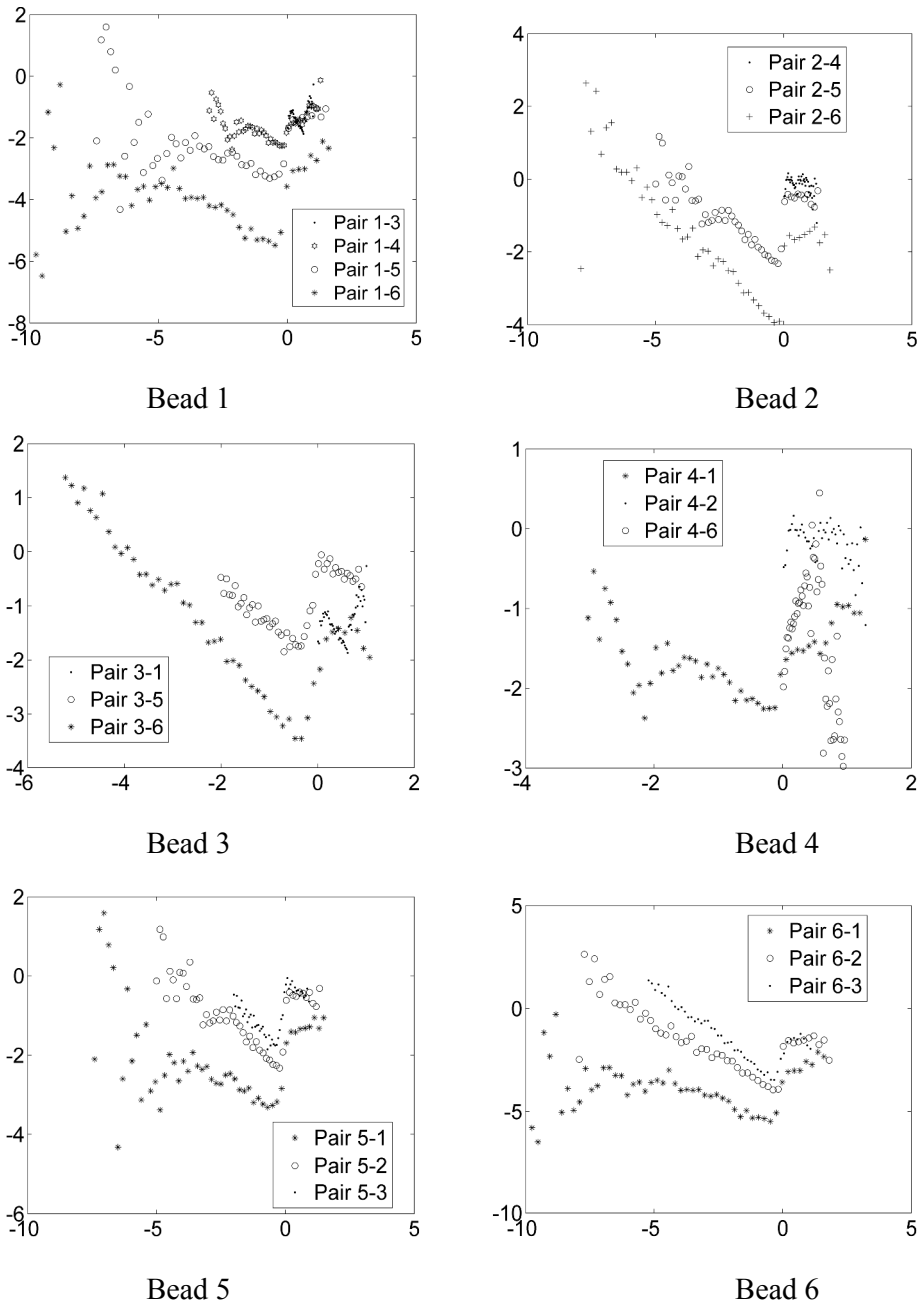 2
0
-2
-4
-6
-8
-10
-5
0
5
Pair 1-3
Pair 1-4
Pair 1-5
Pair 1-6
Bead 1
4
2
0
-2
-4
-10
-5
0
5
Pair 2-4
Pair 2-5
Pair 2-6
Bead 2
2
1
0
-1
-2
-3
-4
-6
-4
-2
0
2
Pair 3-1
Pair 3-5
Pair 3-6
Bead 3
1
0
-1
-2
-3
-4
-2
0
2
Pair 4-1
Pair 4-2
Pair 4-6
Bead 4
2
0
-2
-4
-6
-10
-5
0
5
Pair 5-1
Pair 5-2
Pair 5-3
Bead 5
5
0
-5
-10
-10
-5
0
5
Pair 6-1
Pair 6-2
Pair 6-3
Bead 6